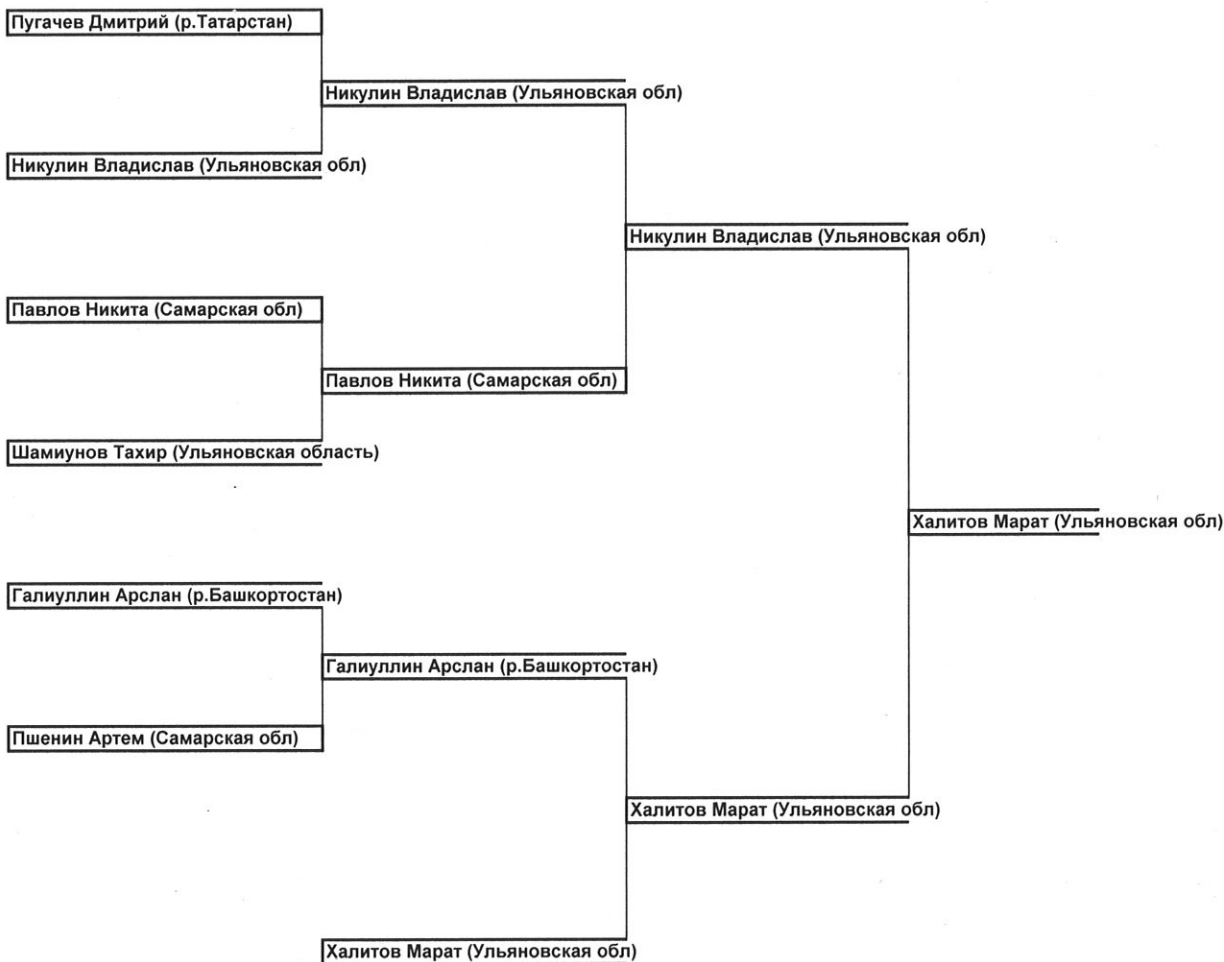 Пугачев Дмитрий (р.Татарстан)
Никулин Владислав (Ульяновская обл)
Никулин Владислав (Ульяновская обл)
Никулин Владислав (Ульяновская обл)
Павлов Никита (Самарская обл)
Павлов Никита (Самарская обл)
Шамиунов Тахир (Ульяновская область)
Халитов Марат (Ульяновская обл)
Галиуллин Арслан (р.Башкортостан)
Галиуллин Арслан (р.Башкортостан)
Пшенин Артем (Самарская обл)
Халитов Марат (Ульяновская обл)
Халитов Марат (Ульяновская обл)